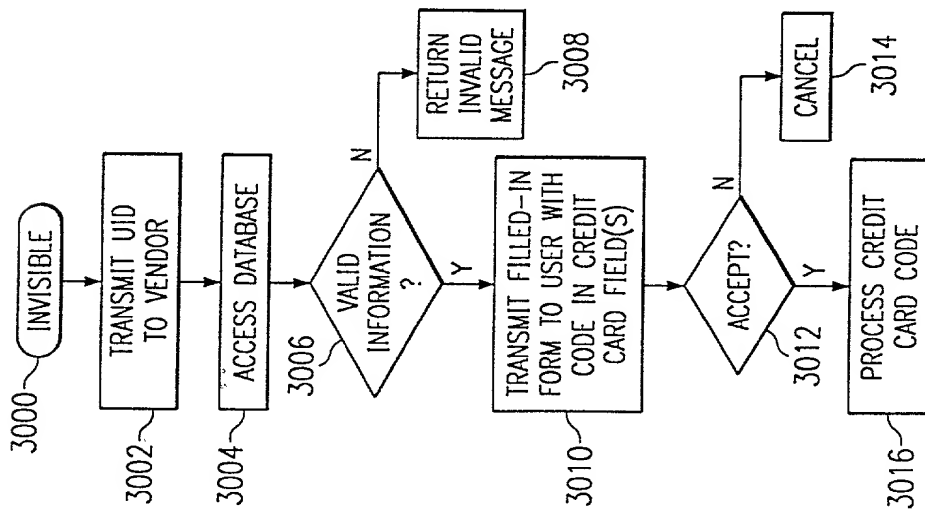 3000
INVISIBLE
3002
TRANSMIT UID
TO VENDOR
3004
ACCESS DATABASE
3006
VALID
INFORMATION
?
N
RETURN
INVALID
MESSAGE
3008
Y
3010
TRANSMIT FILLED-IN
FORM TO USER WITH
CODE IN CREDIT
CARD FIELD(S)
ACCEPT?
3012
N
CANCEL
3014
Y
3016
PROCESS CREDIT
CARD CODE